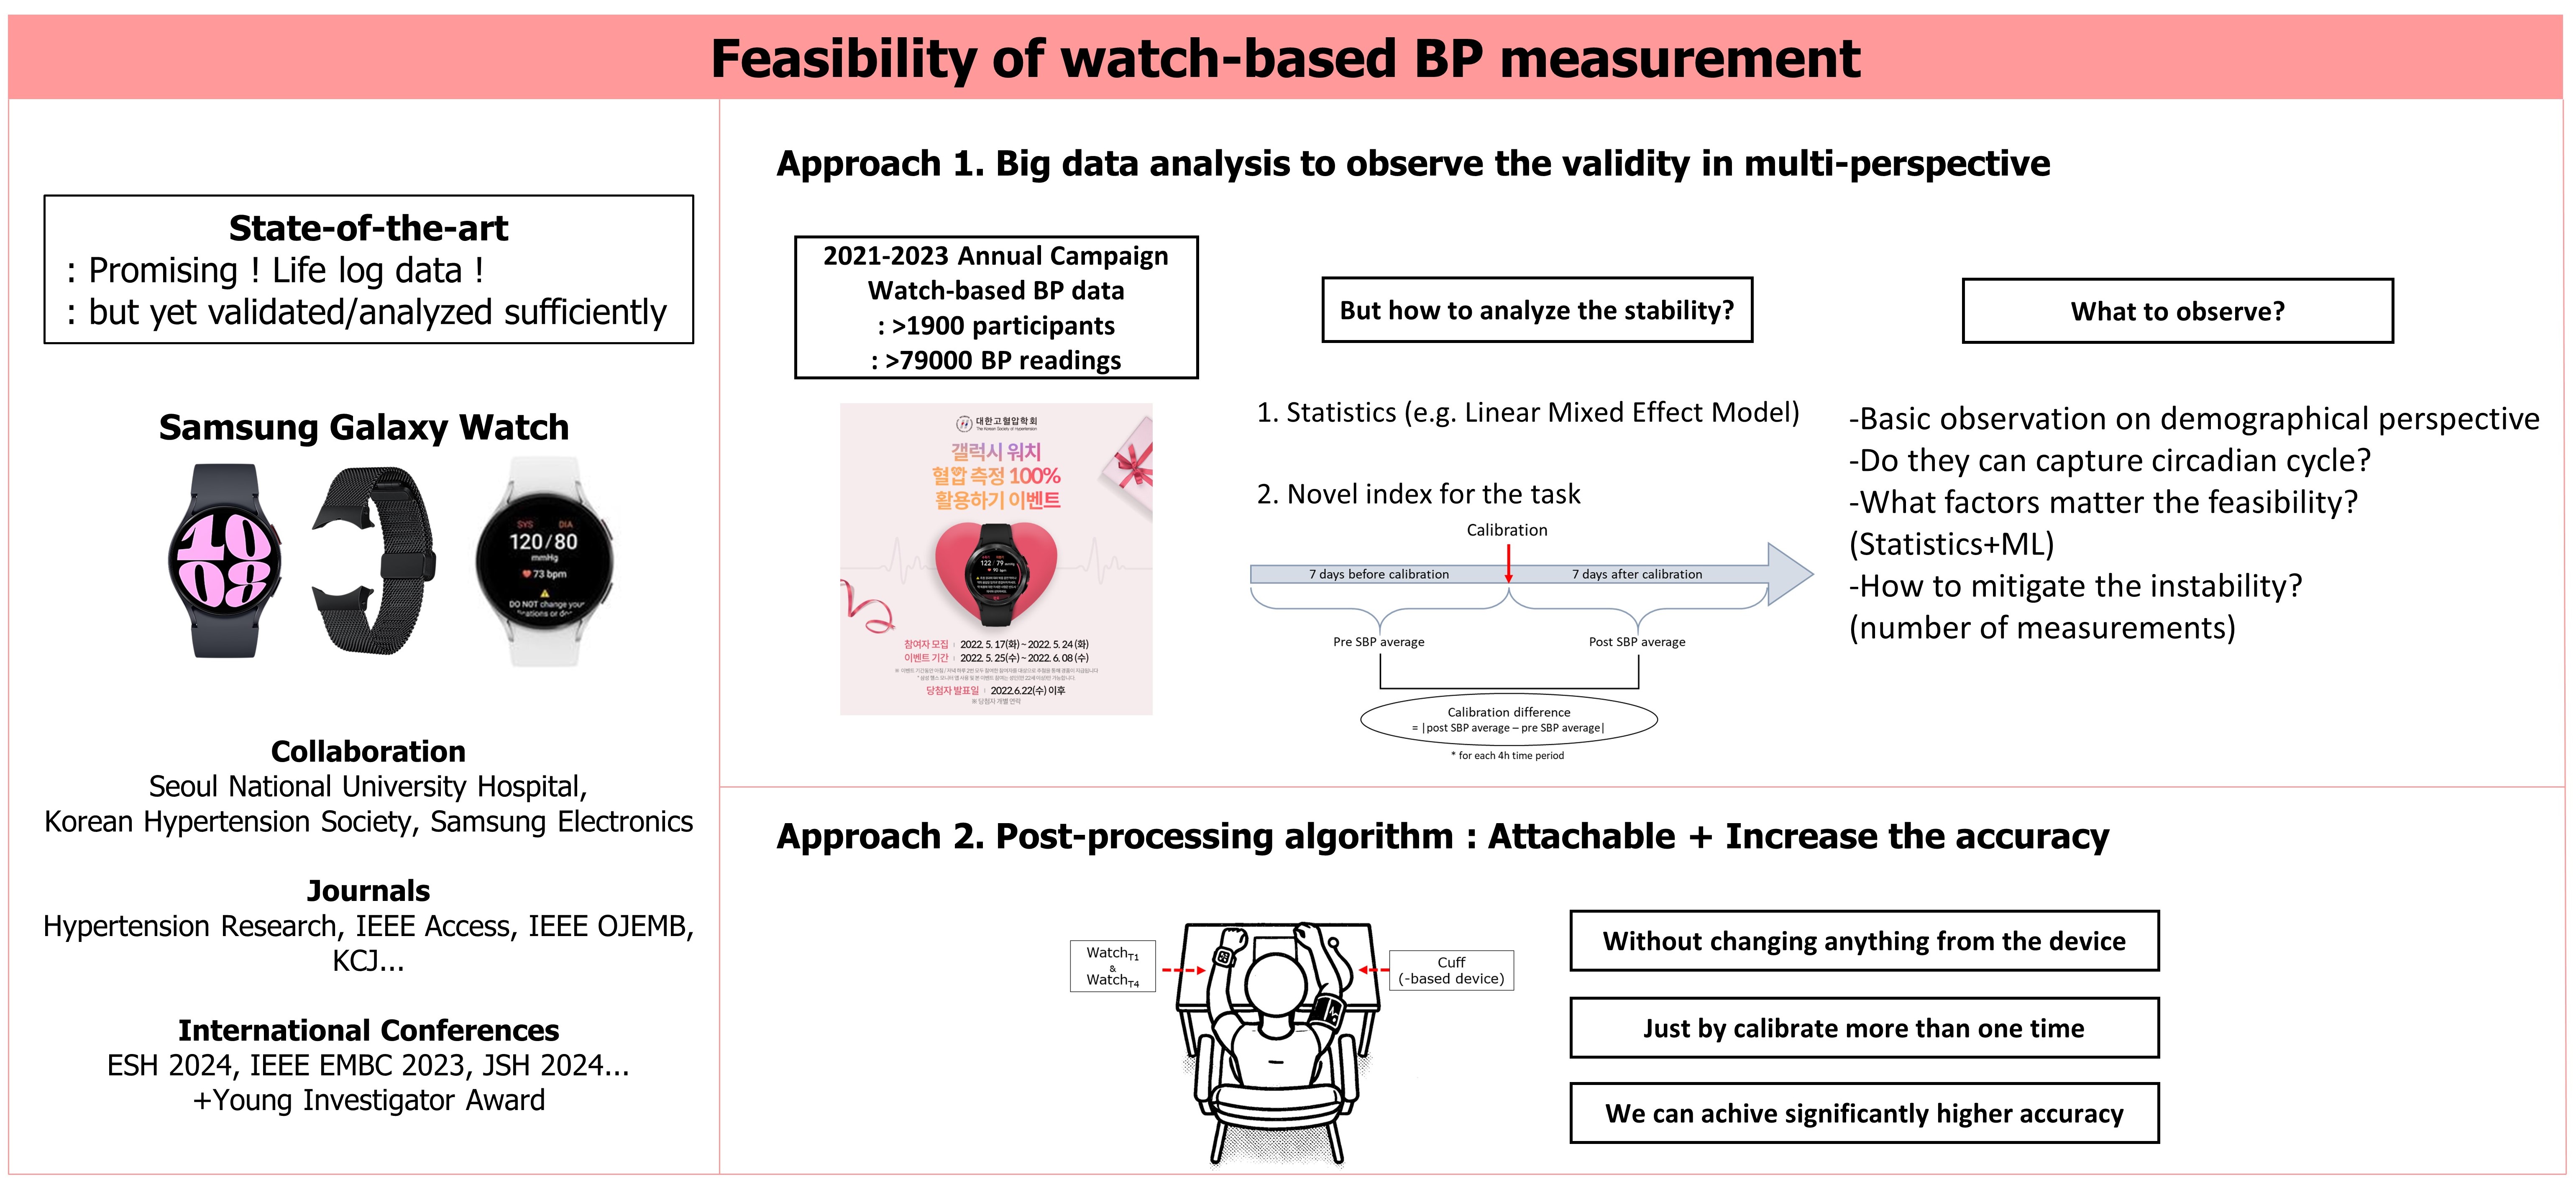 Feasibility of watch-based BP measurement
State-of-the-art
: Promising ! Life log data !
: but yet validated/analyzed sufficiently
Samsung Galaxy Watch
10
08
SYS DIA
120/80
mmHg
73 bpm
DO NOT change your
Collaboration
Seoul National University Hospital,
Korean Hypertension Society, Samsung Electronics
Journals
Hypertension Research, IEEE Access, IEEE OJEMB,
KCJ...
International Conferences
ESH 2024, IEEE EMBC 2023, JSH 2024...
+Young Investigator Award
Approach 1. Big data analysis to observe the validity in multi-perspective
2021-2023 Annual Campaign
Watch-based BP data
: >1900 participants
: >79000 BP readings
대한고혈압학회
The Korean Society of Hypertension
갤럭시 워치
혈압 측정 100%
활용하기 이벤트
122 / 79
참여자 모집 | 2022. 5. 17(화) ~ 2022. 5. 24 (화)
이벤트 기간 | 2022. 5. 25(수) ~ 2022. 6. 08 (수)
당첨자 발표일 | 2022.6.22(수) 이후
※ 당첨자 개별 연락
But how to analyze the stability?
1. Statistics (e.g. Linear Mixed Effect Model)
2. Novel index for the task
Calibration
7 days before calibration
7 days after calibration
Pre SBP average
Post SBP average
Calibration difference
= |post SBP average – pre SBP average|
* for each 4h time period
What to observe?
-Basic observation on demographical perspective
-Do they can capture circadian cycle?
-What factors matter the feasibility?
(Statistics+ML)
-How to mitigate the instability?
(number of measurements)
Approach 2. Post-processing algorithm : Attachable + Increase the accuracy
WatchT1
&
WatchT4
Cuff
(-based device)
Without changing anything from the device
Just by calibrate more than one time
We can achive significantly higher accuracy